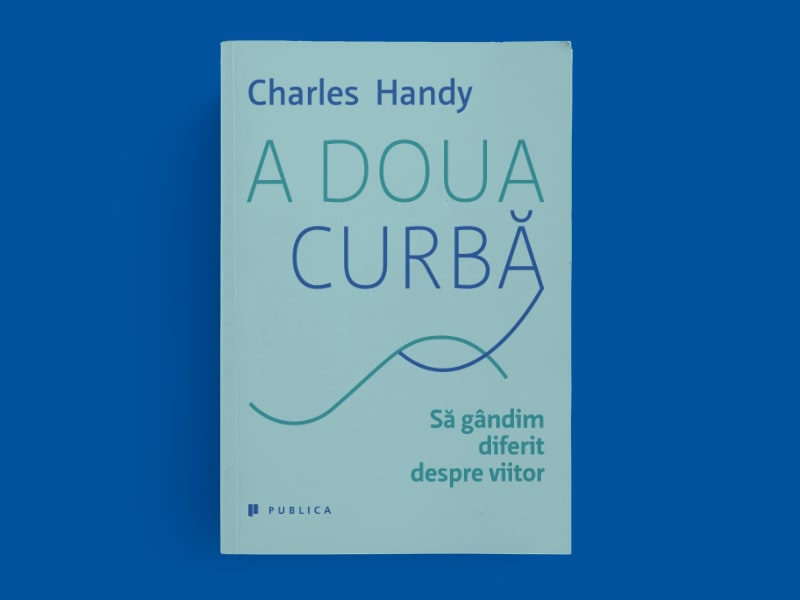 Charles Handy
A DOUA
CURBĂ
Să gândim
diferit
despre viitor
PUBLICA